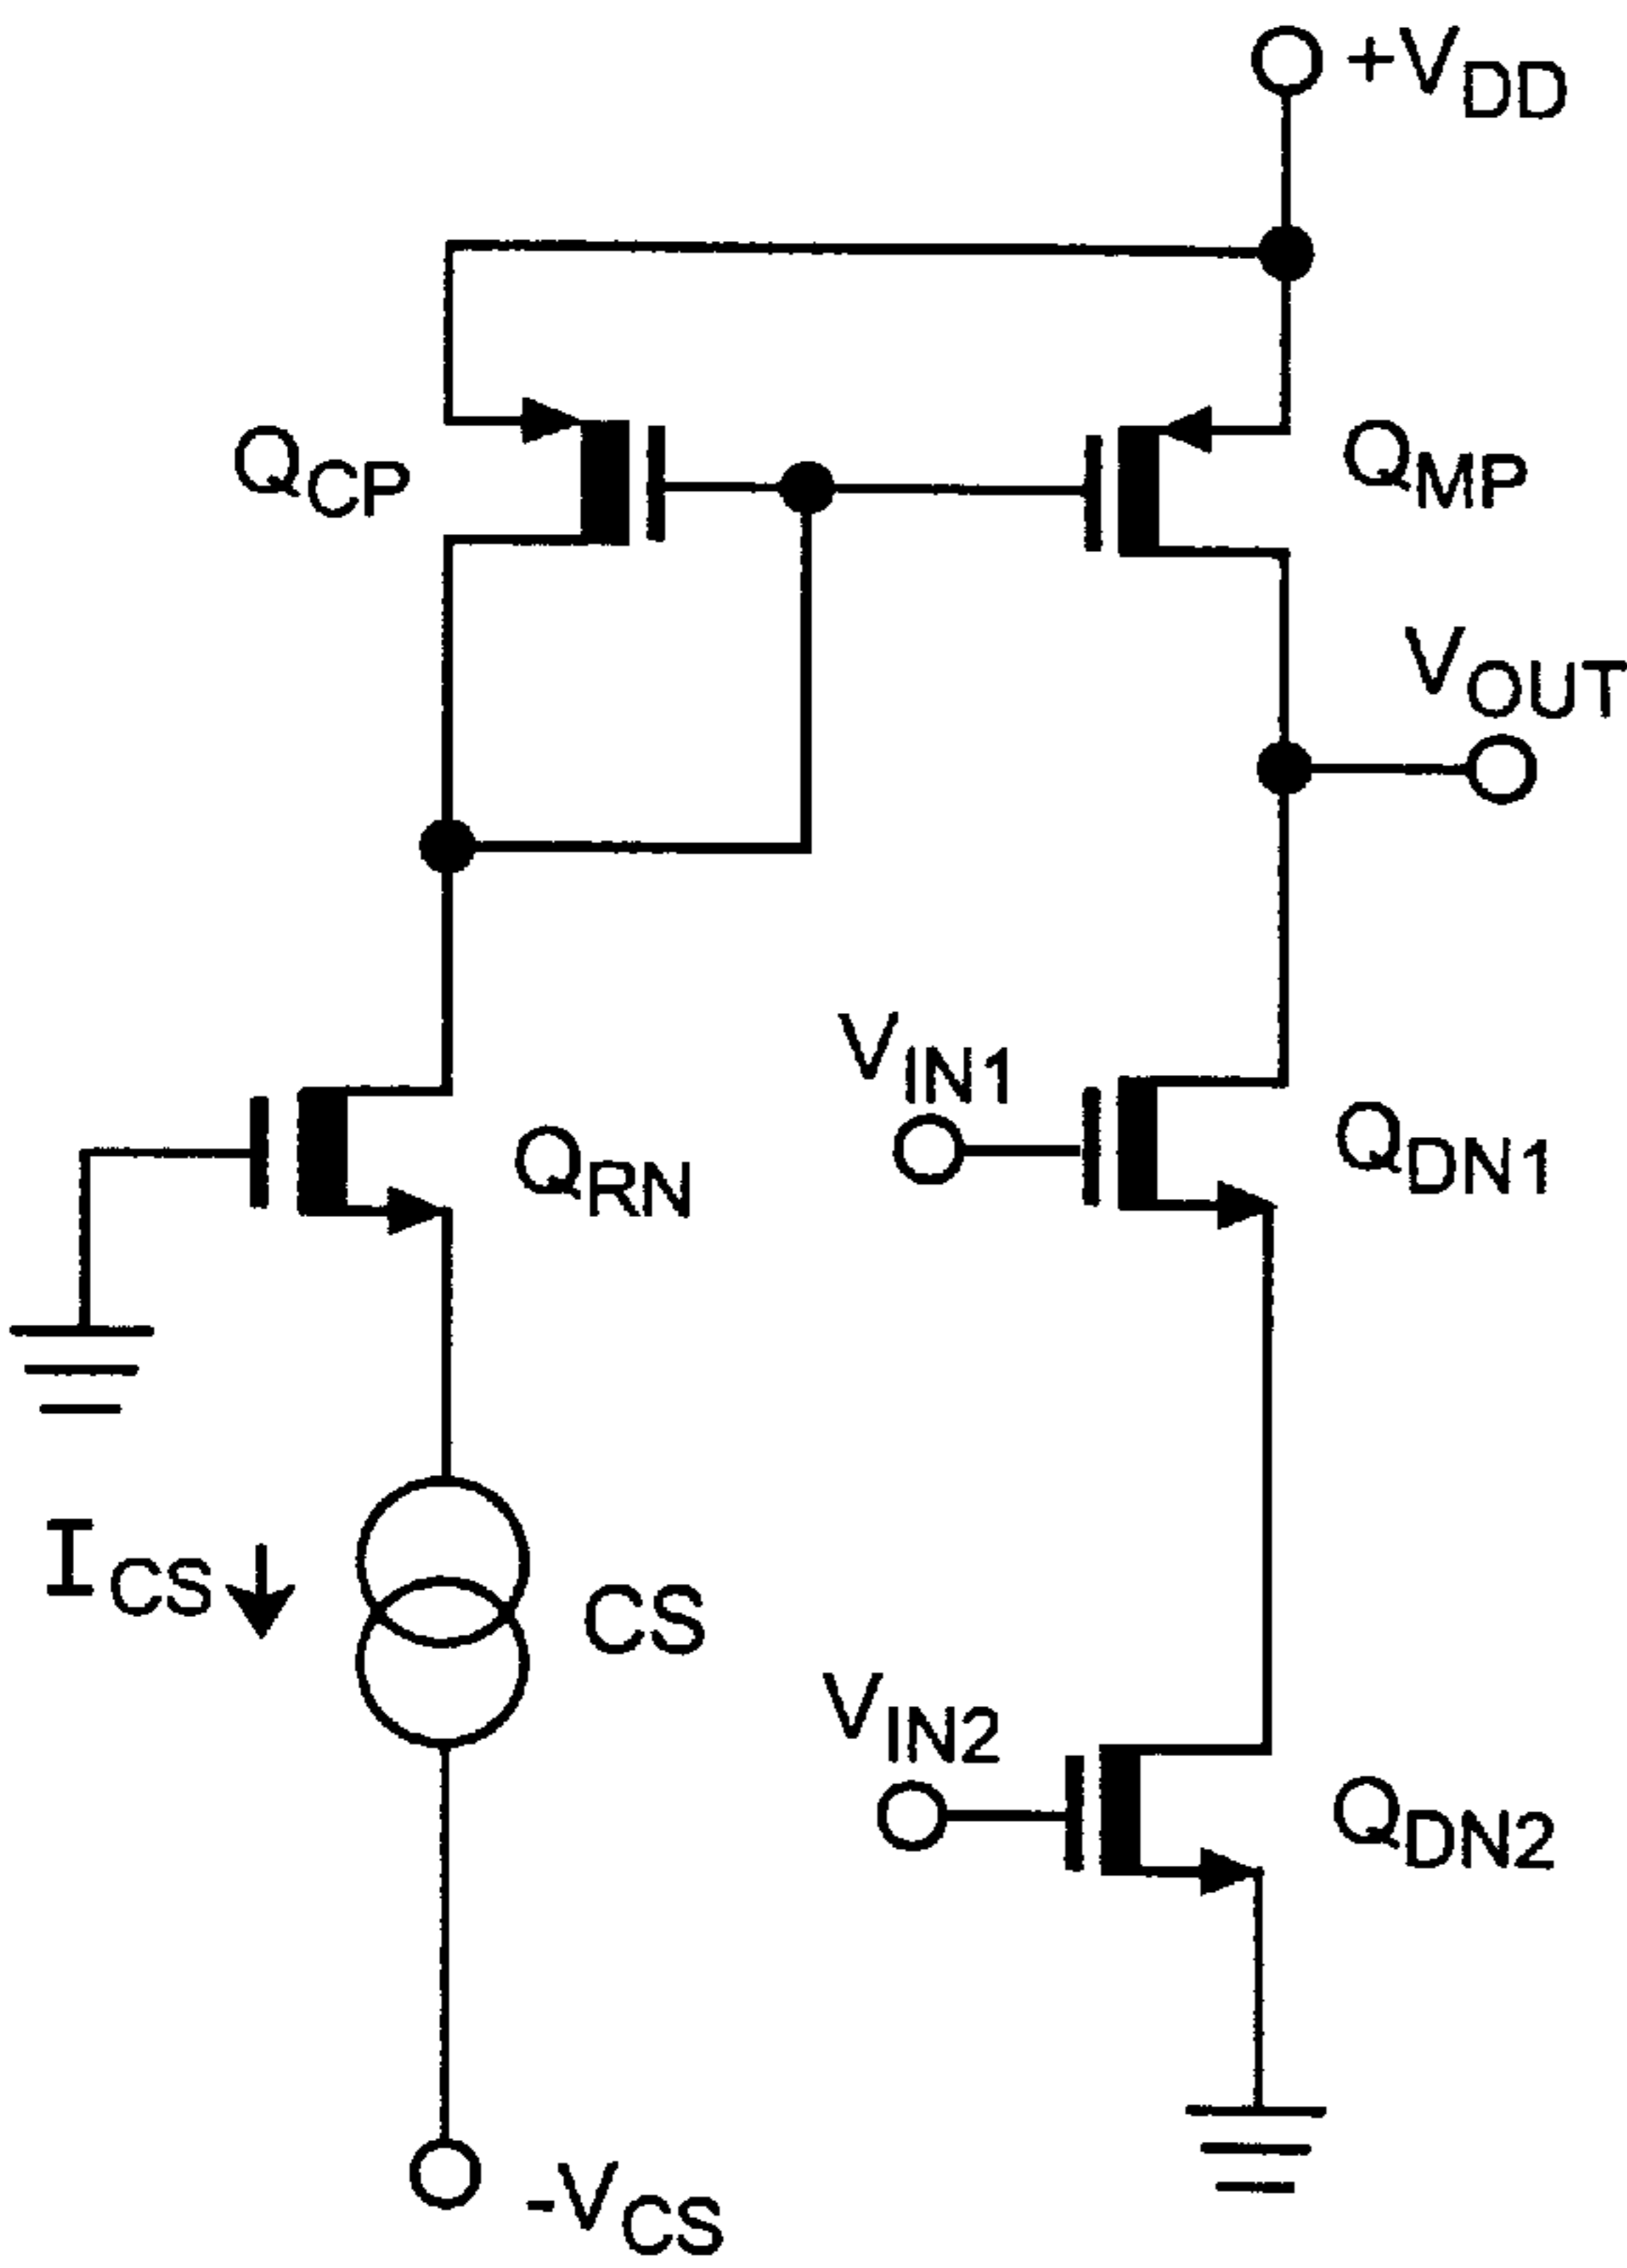 +VDD
QCP
QMP
VOUT
VIN1
QRN
QDN1
ICS
CS
VIN2
QDN2
-VCS